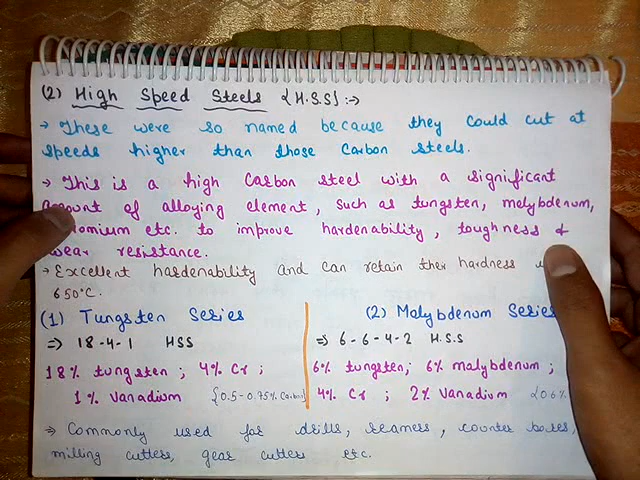 (2) High Speed Steels {H.S.S} :→
→ These were so named because they could cut at
speeds higher than those Carbon steels.
→ This is a high Carbon steel with a significant
amount of alloying element, such as tungsten, molybdenum,
omium etc. to improve hardenability, toughness &
wear resistance.
→ Excellent hardenability and can retain ther hardness
650°C.
(1) Tungsten Series
⇒ 18-4-1 HSS
18% tungsten ; 4% Cr ;
1% Vanadium {0.5-0.75% Carbon}
(2) Molybdenum Series
⇒ 6-6-4-2 H.S.S
6% tungsten; 6% molybdenum ;
4% Cr ; 2% Vanadium {0.6%
⇒ Commonly used for drills, reamers, counter bores,
milling cutters, gear cutters etc.